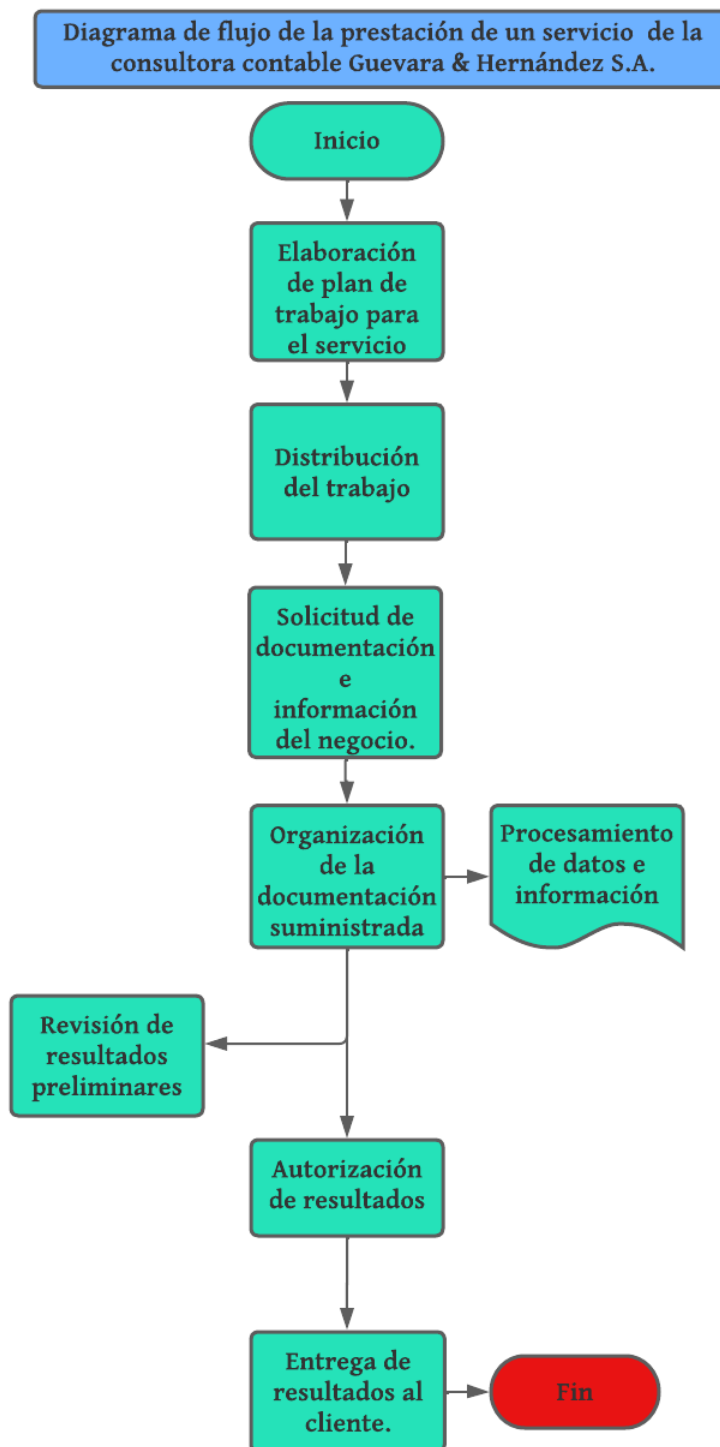 Diagrama de flujo de la prestación de un servicio de la
consultora contable Guevara & Hernández S.A.
Inicio
Elaboración
de plan de
trabajo para
el servicio
Distribución
del trabajo
Solicitud de
documentación
e
información
del negocio.
Organización
de la
documentación
suministrada
Procesamiento
de datos e
información
Revisión de
resultados
preliminares
Autorización
de resultados
Entrega de
resultados al
cliente.
Fin